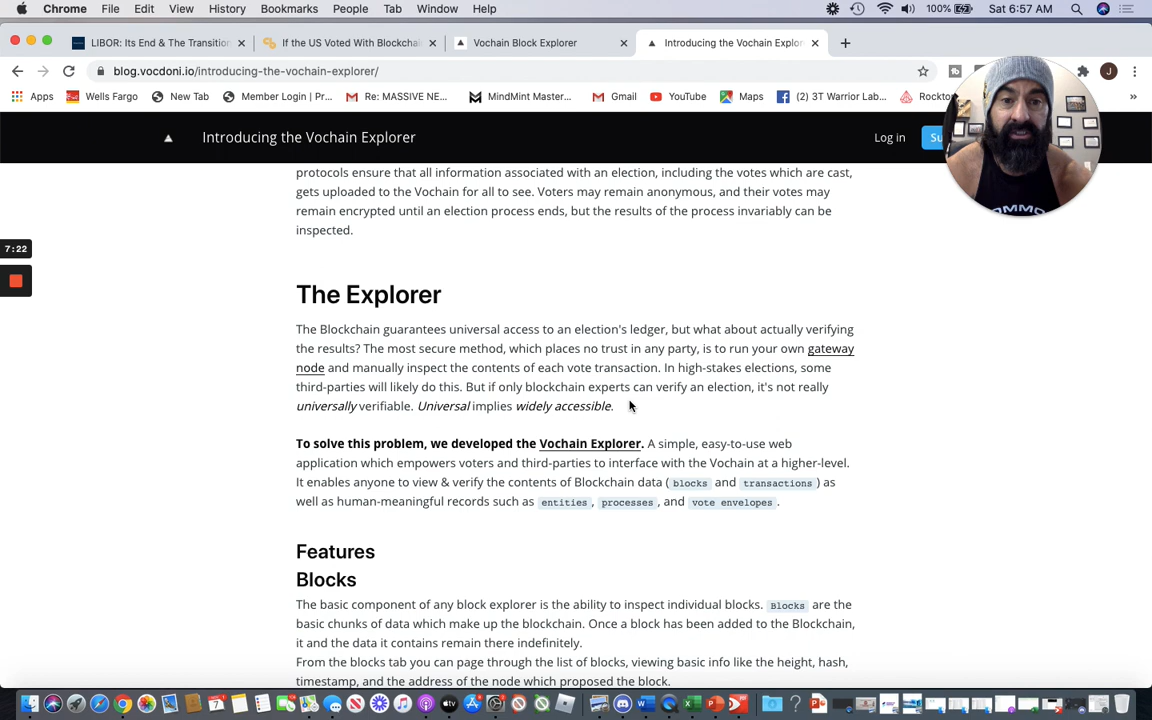 Chrome File Edit View History Bookmarks People Tab Window Help 100% Sat 6:57 AM
LIBOR: Its End & The Transition If the US Voted With Blockcha Vochain Block Explorer Introducing the Vochain Explor
blog.vocdoni.io/introducing-the-vochain-explorer/ J
Apps Wells Fargo New Tab Member Login | Pr... Re: MASSIVE NE... MindMint Master... Gmail YouTube Maps (2) 3T Warrior Lab... Rockto
Introducing the Vochain Explorer Log in Su
protocols ensure that all information associated with an election, including the votes which are cast,
gets uploaded to the Vochain for all to see. Voters may remain anonymous, and their votes may
remain encrypted until an election process ends, but the results of the process invariably can be
inspected.
7:22
The Explorer
The Blockchain guarantees universal access to an election's ledger, but what about actually verifying
the results? The most secure method, which places no trust in any party, is to run your own gateway
node and manually inspect the contents of each vote transaction. In high-stakes elections, some
third-parties will likely do this. But if only blockchain experts can verify an election, it's not really
universally verifiable. Universal implies widely accessible.
To solve this problem, we developed the Vochain Explorer. A simple, easy-to-use web
application which empowers voters and third-parties to interface with the Vochain at a higher-level.
It enables anyone to view & verify the contents of Blockchain data ( blocks and transactions ) as
well as human-meaningful records such as entities , processes , and vote envelopes .
Features
Blocks
The basic component of any block explorer is the ability to inspect individual blocks. Blocks are the
basic chunks of data which make up the blockchain. Once a block has been added to the Blockchain,
it and the data it contains remain there indefinitely.
From the blocks tab you can page through the list of blocks, viewing basic info like the height, hash,
timestamp, and the address of the node which proposed the block.